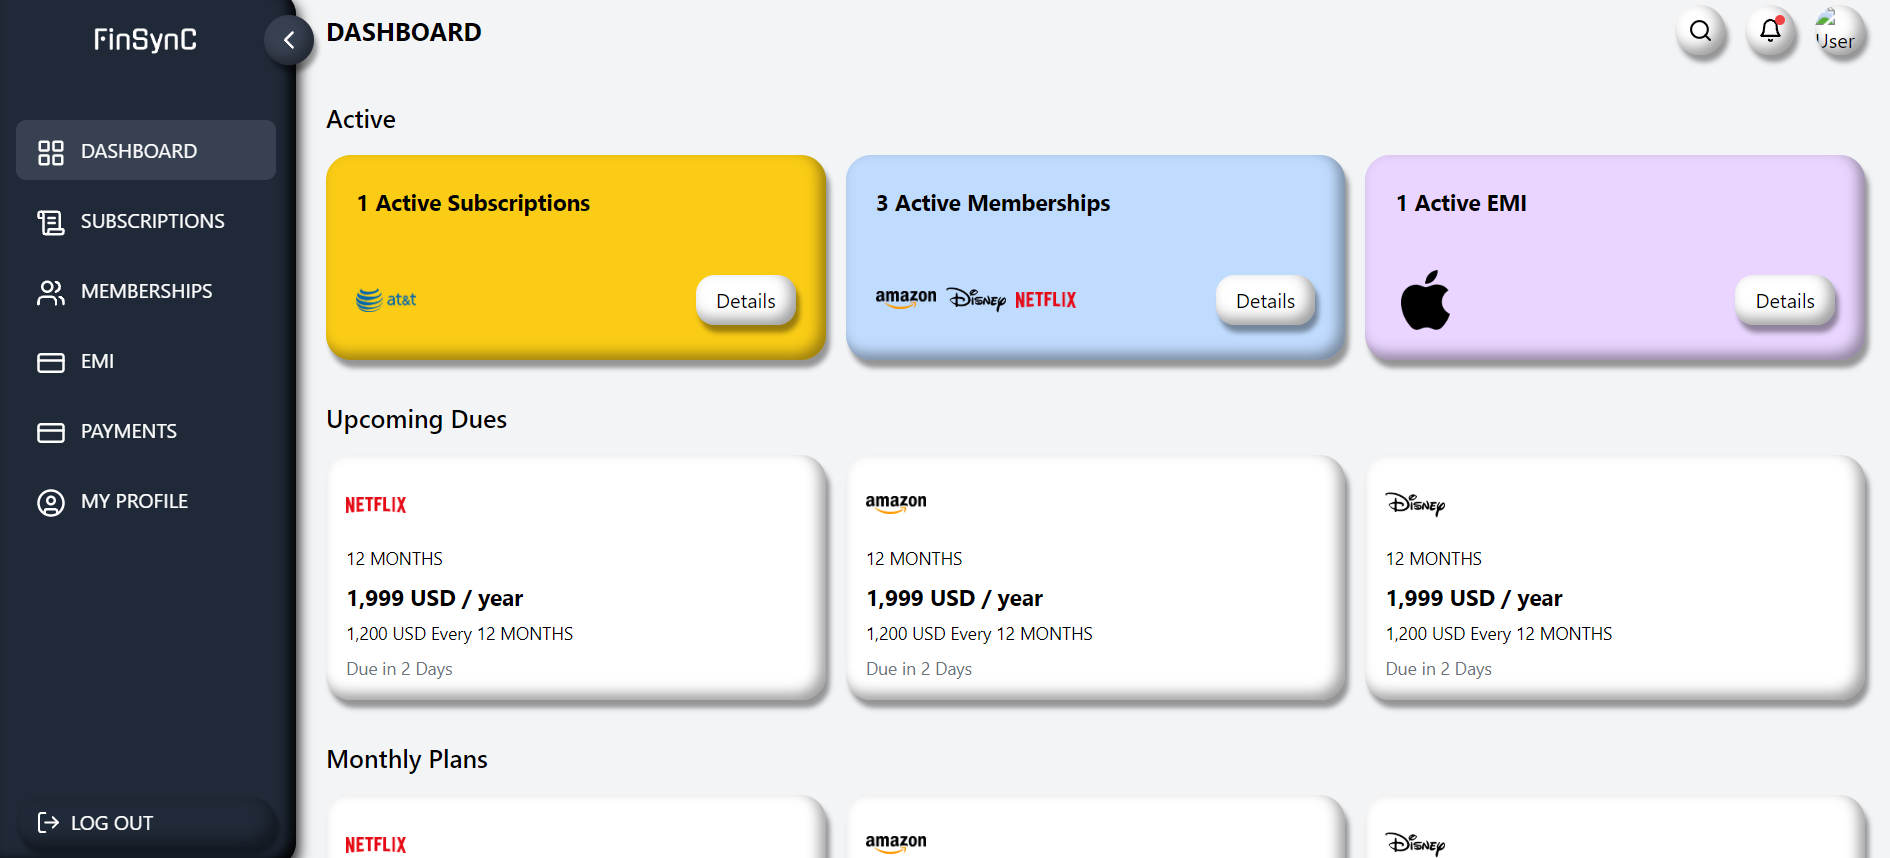 FinSynC
DASHBOARD
User
DASHBOARD
SUBSCRIPTIONS
MEMBERSHIPS
EMI
PAYMENTS
MY PROFILE
LOG OUT
Active
1 Active Subscriptions
at&t
Details
3 Active Memberships
amazon Disney NETFLIX
Details
1 Active EMI
Details
Upcoming Dues
NETFLIX
12 MONTHS
1,999 USD / year
1,200 USD Every 12 MONTHS
Due in 2 Days
amazon
12 MONTHS
1,999 USD / year
1,200 USD Every 12 MONTHS
Due in 2 Days
Disney
12 MONTHS
1,999 USD / year
1,200 USD Every 12 MONTHS
Due in 2 Days
Monthly Plans
NETFLIX
amazon
Disney